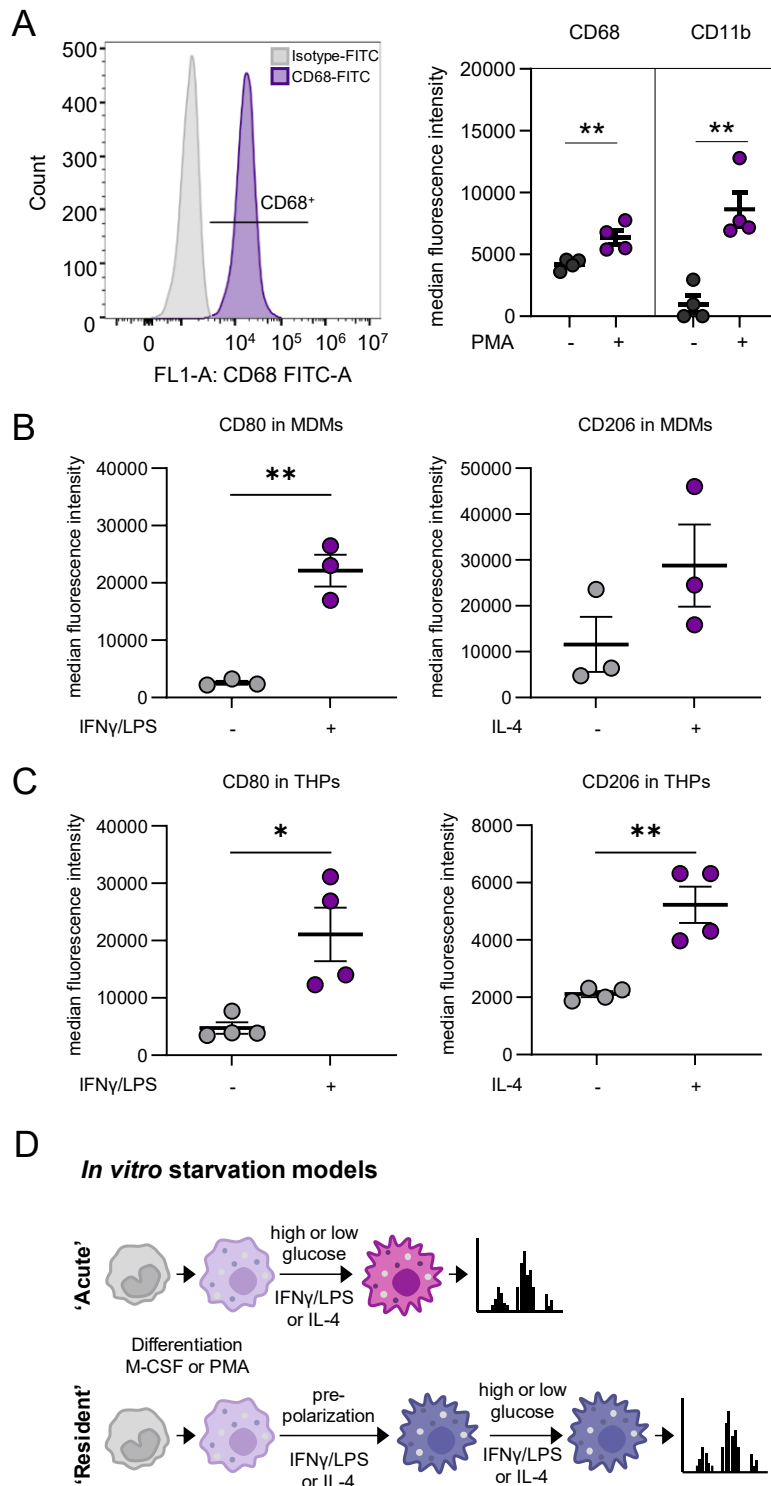 A
500
400
300
200
100
0
Count
Isotype-FITC
CD68-FITC
CD68⁺
0 10⁴ 10⁵ 10⁶ 10⁷
FL1-A: CD68 FITC-A
CD68 CD11b
20000
15000
10000
5000
0
median fluorescence intensity
** **
PMA - + - +
B
CD80 in MDMs
40000
30000
20000
10000
0
median fluorescence intensity
**
IFNγ/LPS - +
CD206 in MDMs
50000
40000
30000
20000
10000
0
median fluorescence intensity
IL-4 - +
C
CD80 in THPs
40000
30000
20000
10000
0
median fluorescence intensity
*
IFNγ/LPS - +
CD206 in THPs
8000
6000
4000
2000
0
median fluorescence intensity
**
IL-4 - +
D
In vitro starvation models
'Acute'
high or low
glucose
IFNγ/LPS
or IL-4
Differentiation
M-CSF or PMA
'Resident'
pre-
polarization
IFNγ/LPS
or IL-4
high or low
glucose
IFNγ/LPS
or IL-4